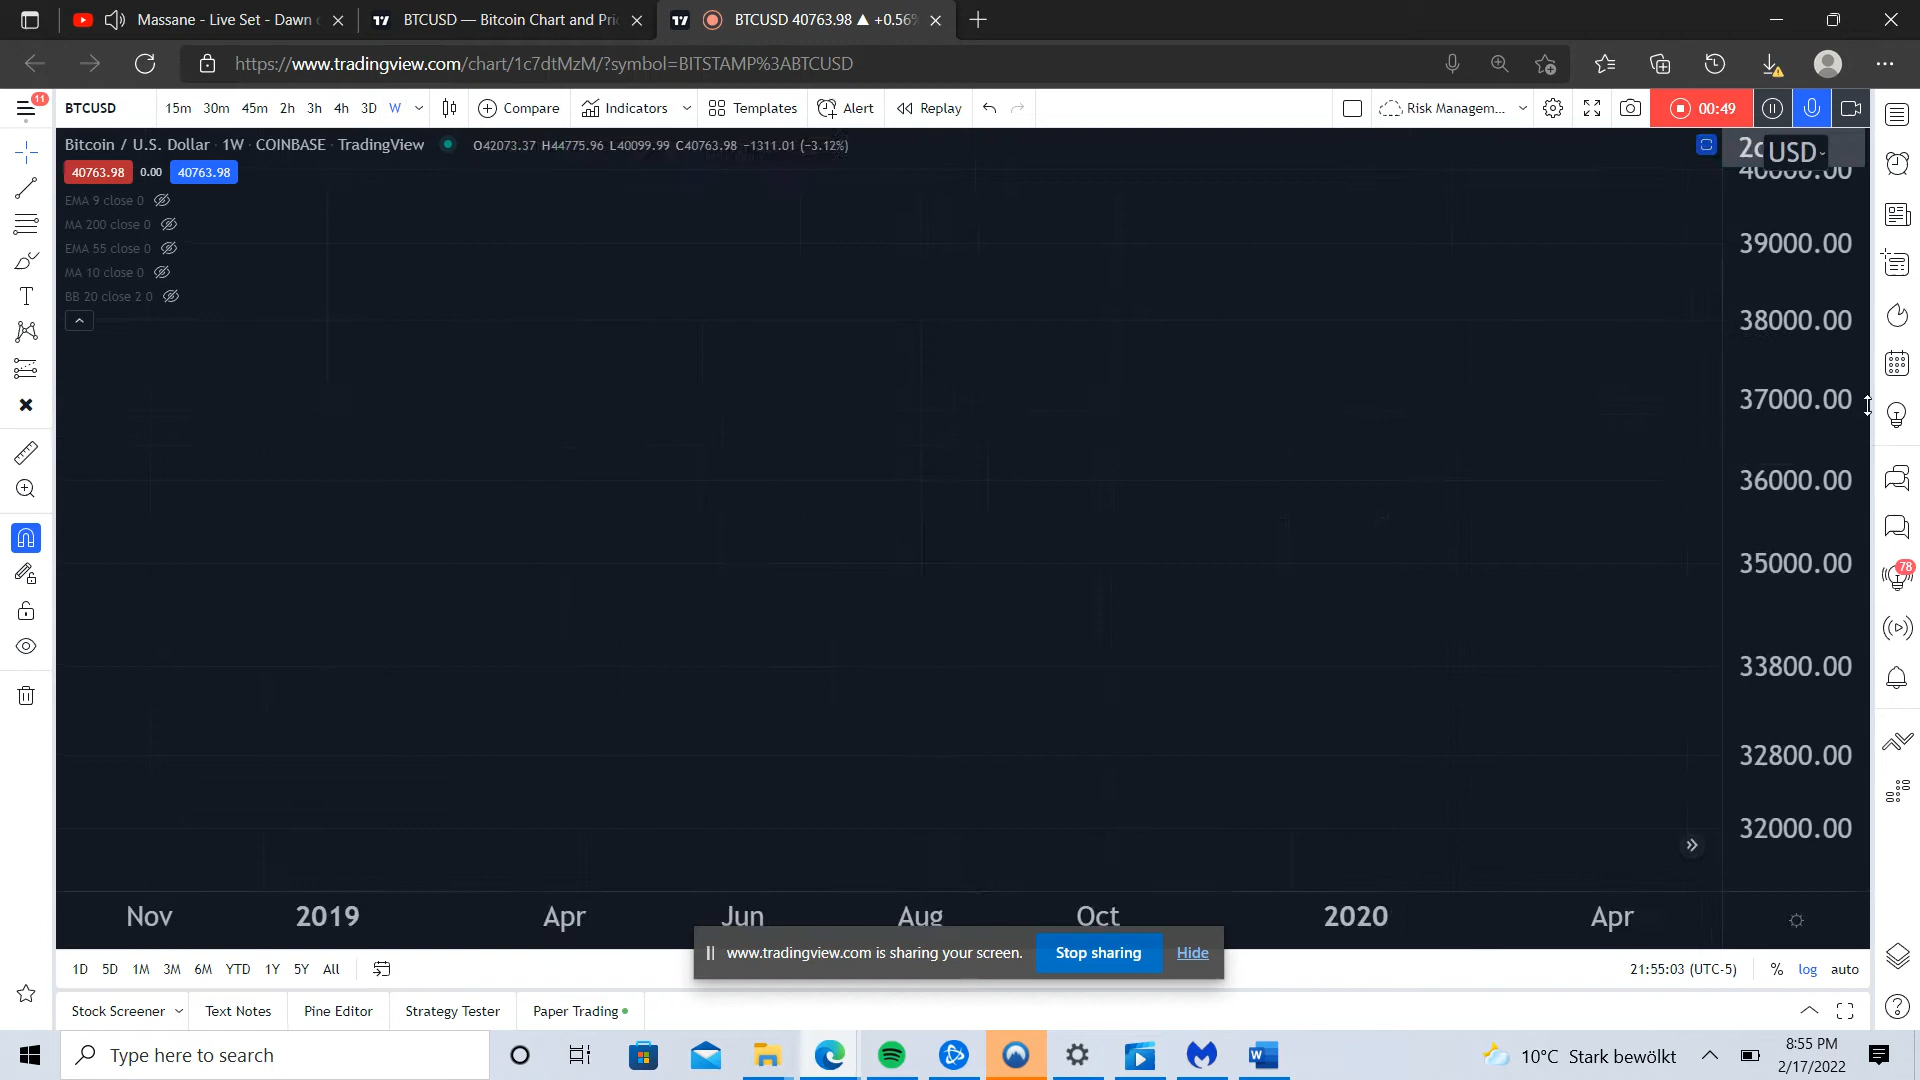 Massane - Live Set - Dawn
BTCUSD — Bitcoin Chart and Pri
BTCUSD 40763.98 ▲ +0.56%
https://www.tradingview.com/chart/1c7dtMzM/?symbol=BITSTAMP%3ABTCUSD
11
BTCUSD 15m 30m 45m 2h 3h 4h 3D W Compare Indicators Templates Alert Replay Risk Managem... 00:49
Bitcoin / U.S. Dollar · 1W · COINBASE · TradingView O42073.37 H44775.96 L40099.99 C40763.98 −1311.01 (−3.12%)
USD
40763.98 0.00 40763.98
40000.00
EMA 9 close 0
MA 200 close 0
EMA 55 close 0
MA 10 close 0
BB 20 close 2 0
39000.00
38000.00
37000.00
36000.00
35000.00
78
33800.00
32800.00
32000.00
Nov 2019 Apr Jun Aug Oct 2020 Apr
www.tradingview.com is sharing your screen. Stop sharing Hide
1D 5D 1M 3M 6M YTD 1Y 5Y All 21:55:03 (UTC-5) % log auto
Stock Screener Text Notes Pine Editor Strategy Tester Paper Trading
Type here to search
10°C Stark bewölkt
8:55 PM
2/17/2022